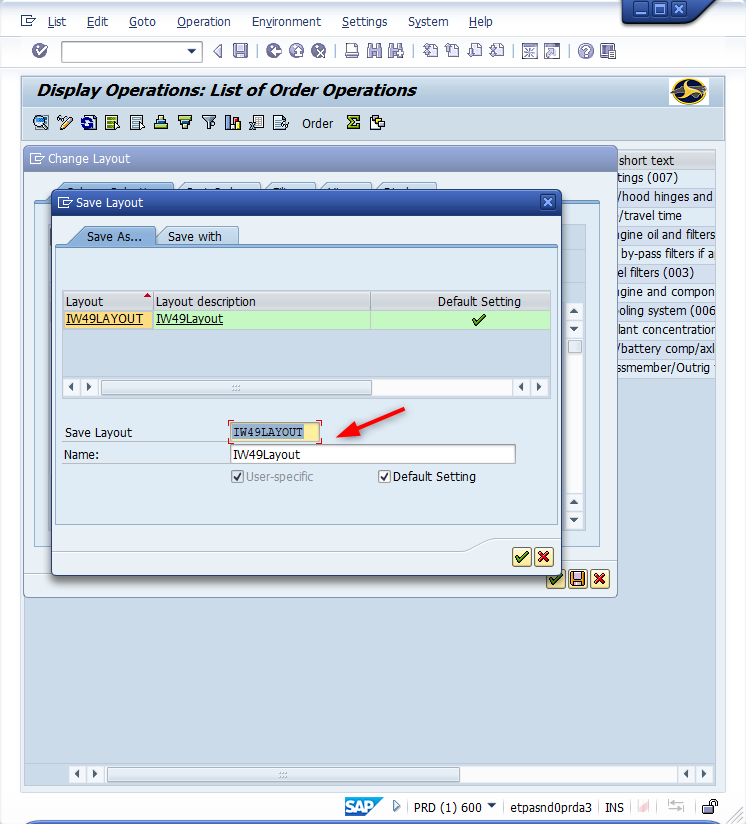 List Edit Goto Operation Environment Settings System Help
Display Operations: List of Order Operations
Order
Change Layout
short text
tings (007)
/hood hinges and
/travel time
gine oil and filters
by-pass filters if a
el filters (003)
gine and compon
oling system (006
lant concentration
/battery comp/axl
ssmember/Outrig
Save Layout
Save As... Save with
Layout Layout description Default Setting
IW49LAYOUT IW49Layout
Save Layout IW49LAYOUT
Name: IW49Layout
User-specific Default Setting
SAP PRD (1) 600 etpasnd0prda3 INS